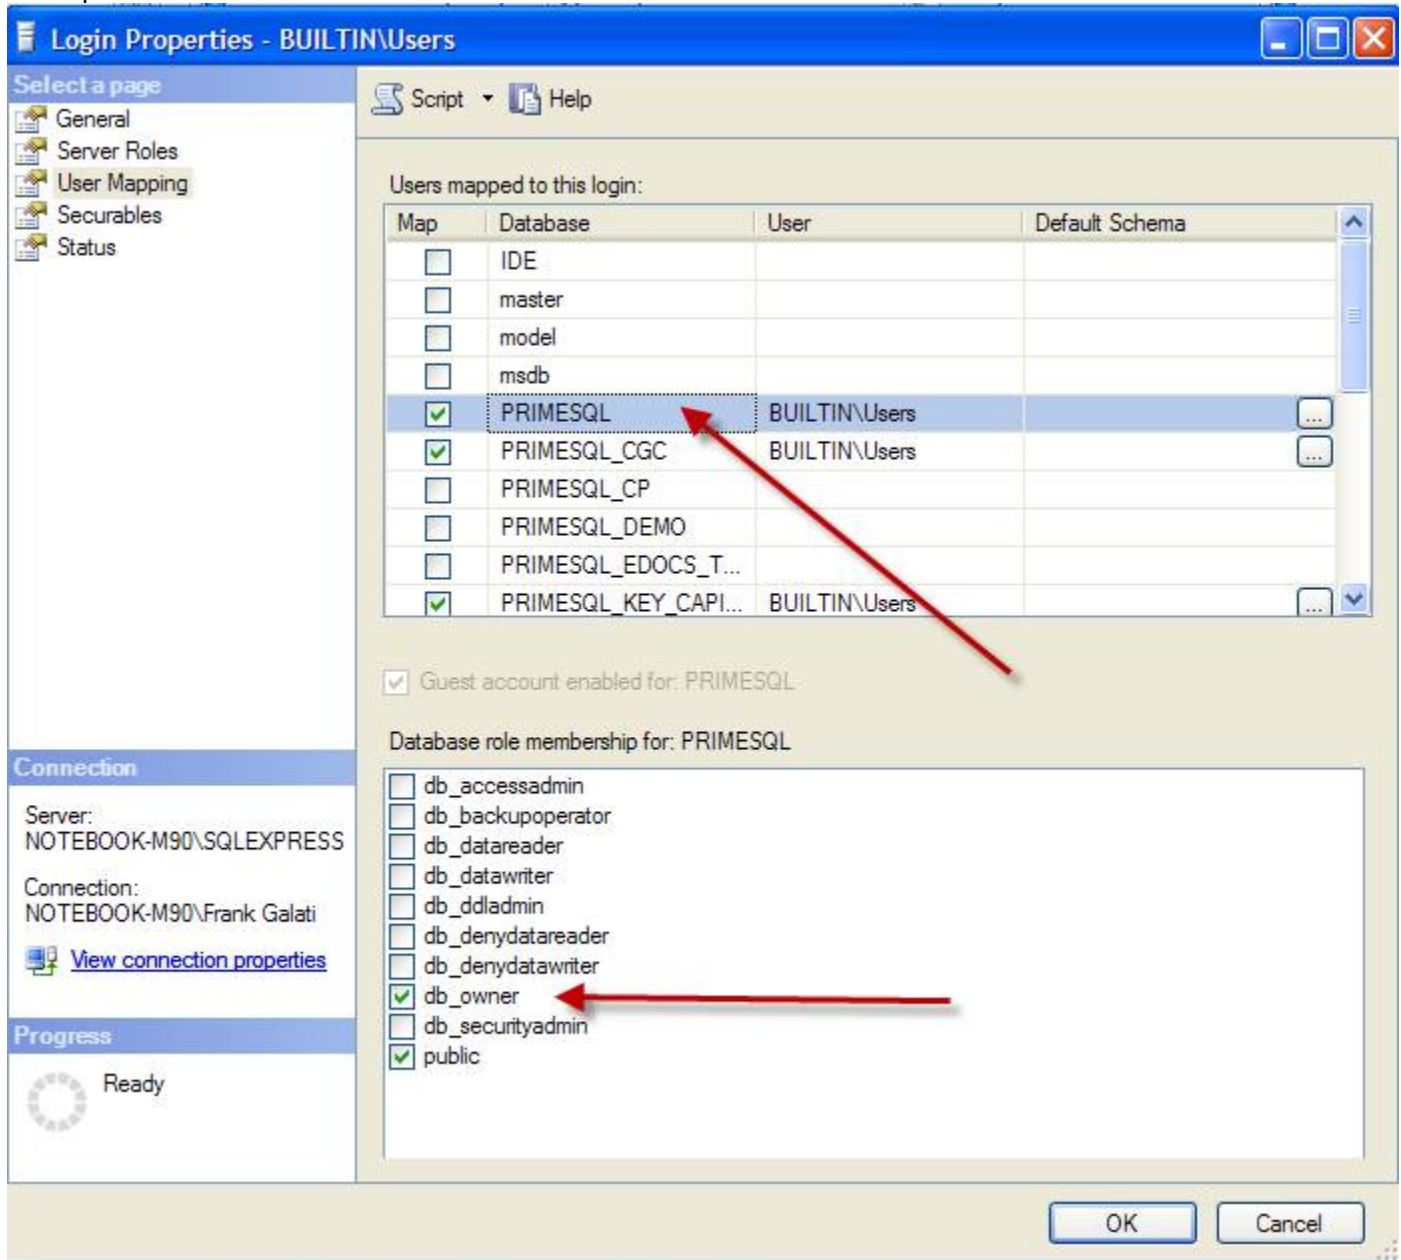 Login Properties - BUILTIN\Users
Select a page
General
Server Roles
User Mapping
Securables
Status
Script
Help
Users mapped to this login:
Map Database User Default Schema
IDE
master
model
msdb
PRIMESQL BUILTIN\Users ...
PRIMESQL_CGC BUILTIN\Users ...
PRIMESQL_CP
PRIMESQL_DEMO
PRIMESQL_EDOCS_T...
PRIMESQL_KEY_CAPI... BUILTIN\Users ...
Guest account enabled for: PRIMESQL
Database role membership for: PRIMESQL
db_accessadmin
db_backupoperator
db_datareader
db_datawriter
db_ddladmin
db_denydatareader
db_denydatawriter
db_owner
db_securityadmin
public
Connection
Server:
NOTEBOOK-M90\SQLEXPRESS
Connection:
NOTEBOOK-M90\Frank Galati
View connection properties
Progress
Ready
OK
Cancel